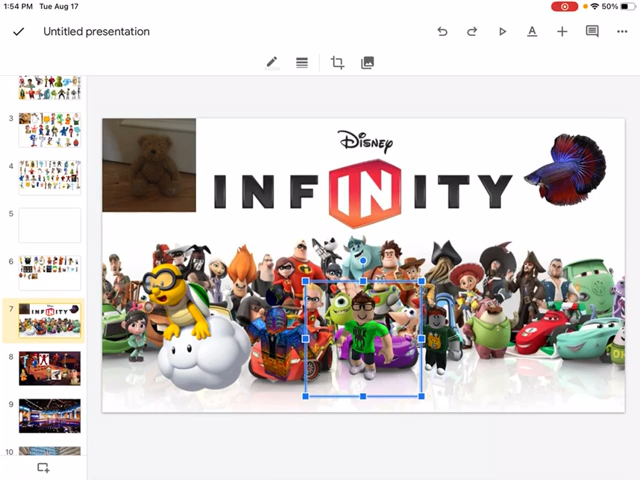 1:54 PM Tue Aug 17
50%
Untitled presentation
3
4
5
6
7
8
9
10
Disney
INFINITY
IN